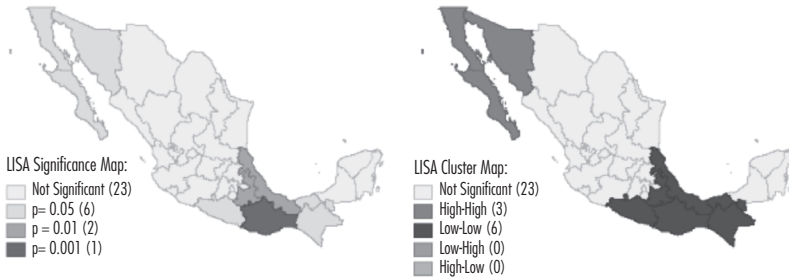 LISA Significance Map:
Not Significant (23)
p= 0.05 (6)
p = 0.01 (2)
p= 0.001 (1)
LISA Cluster Map:
Not Significant (23)
High-High (3)
Low-Low (6)
Low-High (0)
High-Low (0)